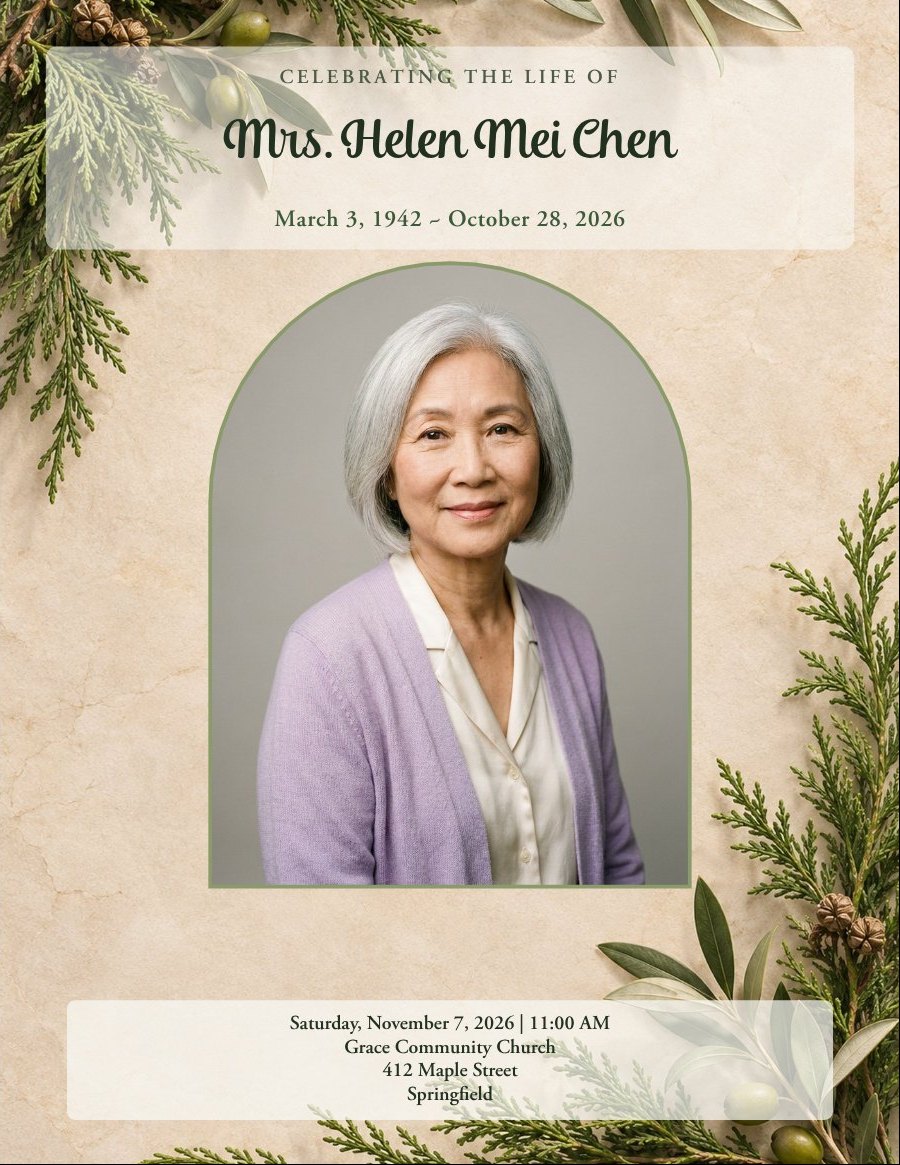 CELEBRATING THE LIFE OF
Mrs. Helen Mei Chen
March 3, 1942 ~ October 28, 2026
Saturday, November 7, 2026 | 11:00 AM
Grace Community Church
412 Maple Street
Springfield